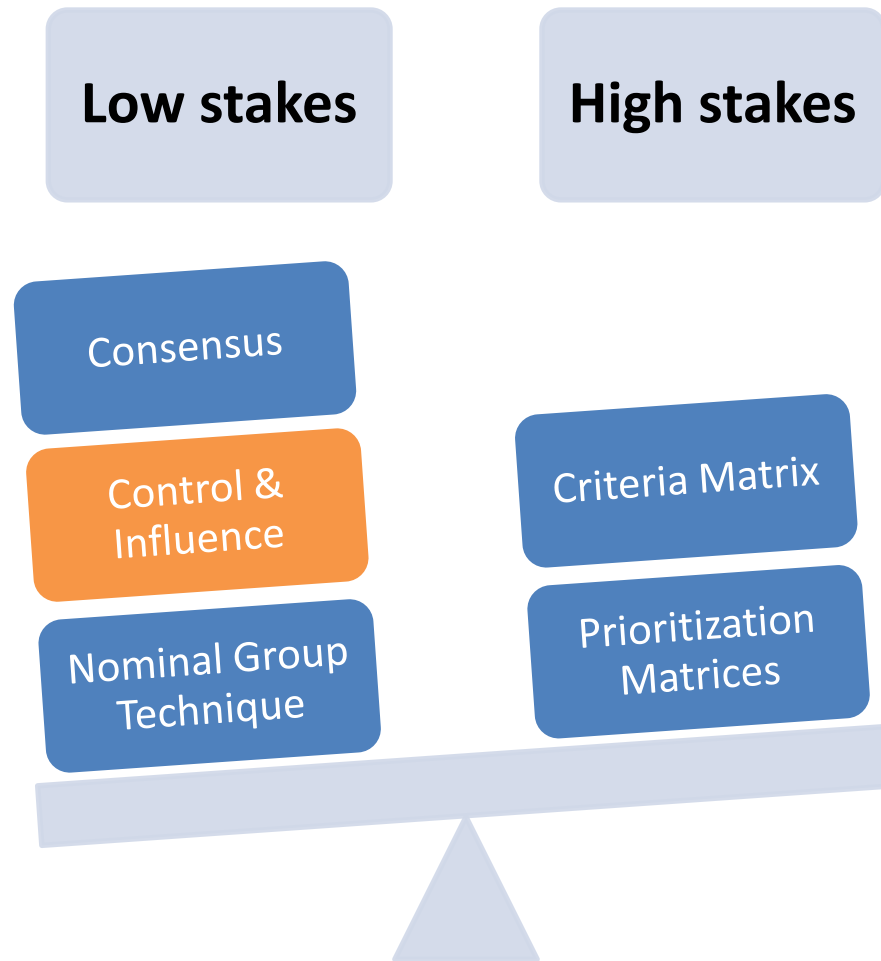 Low stakes
High stakes
Consensus
Control &
Influence
Nominal Group
Technique
Criteria Matrix
Prioritization
Matrices